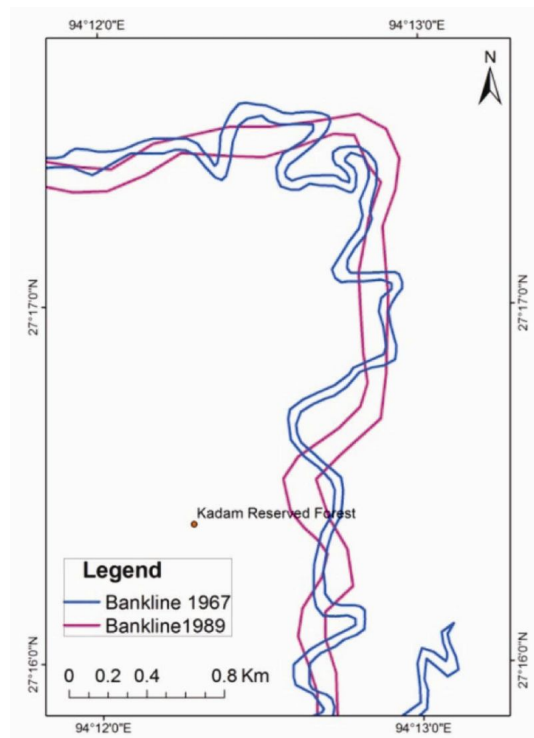 94°12'0"E 94°13'0"E
N
27°17'0"N 27°17'0"N
Kadam Reserved Forest
Legend
Bankline 1967
Bankline1989
27°16'0"N 27°16'0"N
0 0.2 0.4 0.8 Km
94°12'0"E 94°13'0"E